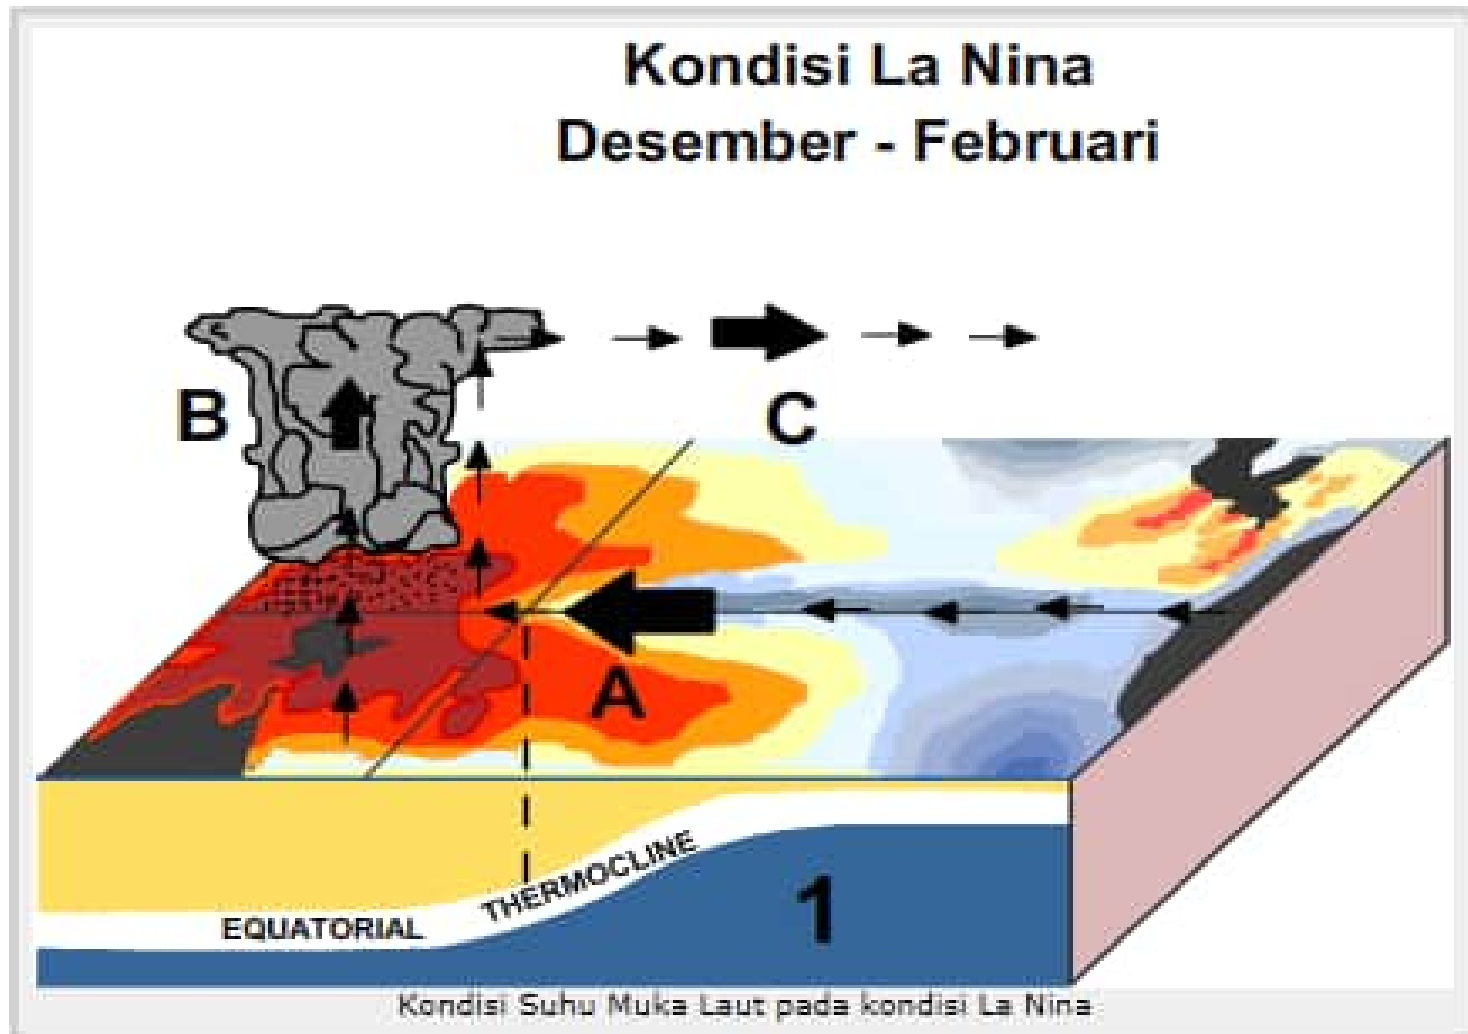 Kondisi La Nina
Desember - Februari
B
C
A
THERMOCLINE
1
EQUATORIAL
Kondisi Suhu Muka Laut pada kondisi La Nina